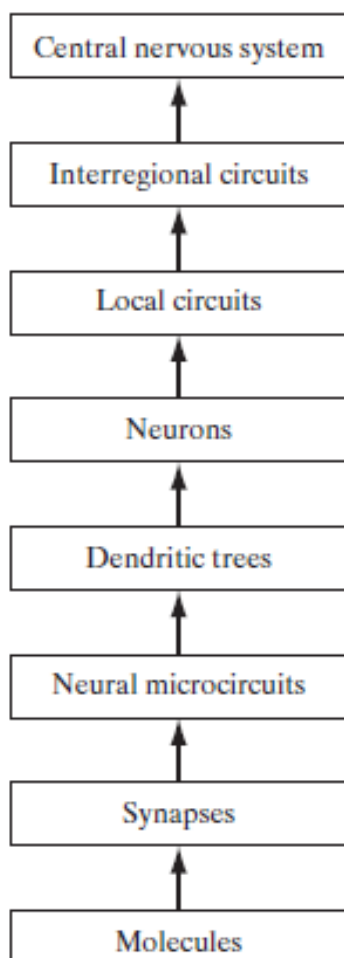 Central nervous system
Interregional circuits
Local circuits
Neurons
Dendritic trees
Neural microcircuits
Synapses
Molecules